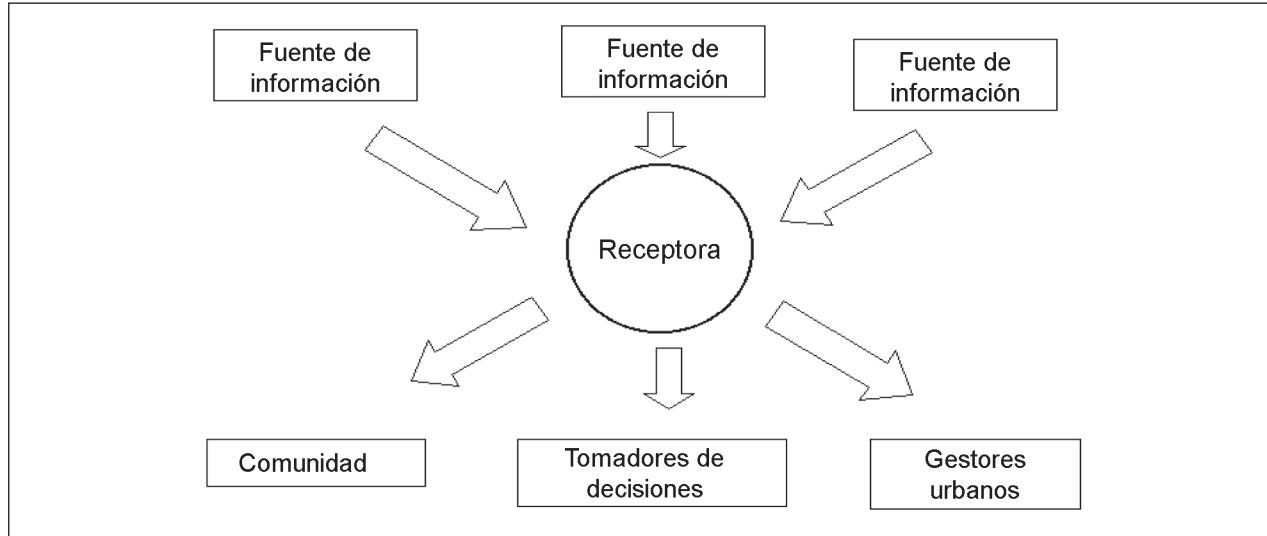 Fuente de
información
Fuente de
información
Fuente de
información
Receptora
Comunidad
Tomadores de
decisiones
Gestores
urbanos